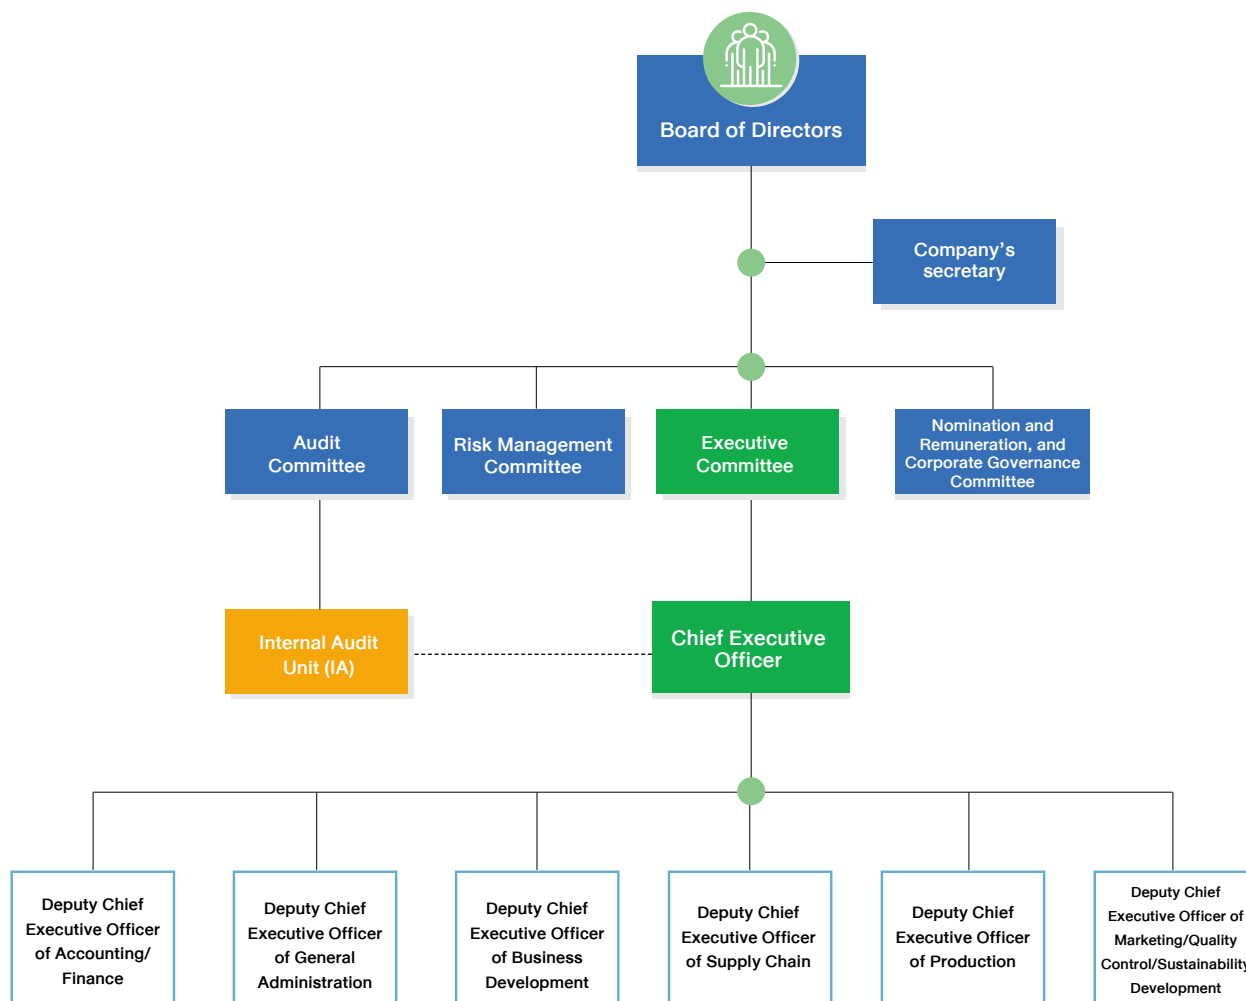 Board of Directors
Company's
secretary
Audit
Committee
Risk Management
Committee
Executive
Committee
Nomination and
Remuneration, and
Corporate Governance
Committee
Internal Audit
Unit (IA)
Chief Executive
Officer
Deputy Chief
Executive Officer
of Accounting/
Finance
Deputy Chief
Executive Officer
of General
Administration
Deputy Chief
Executive Officer
of Business
Development
Deputy Chief
Executive Officer
of Supply Chain
Deputy Chief
Executive Officer
of Production
Deputy Chief
Executive Officer of
Marketing/Quality
Control/Sustainability
Development